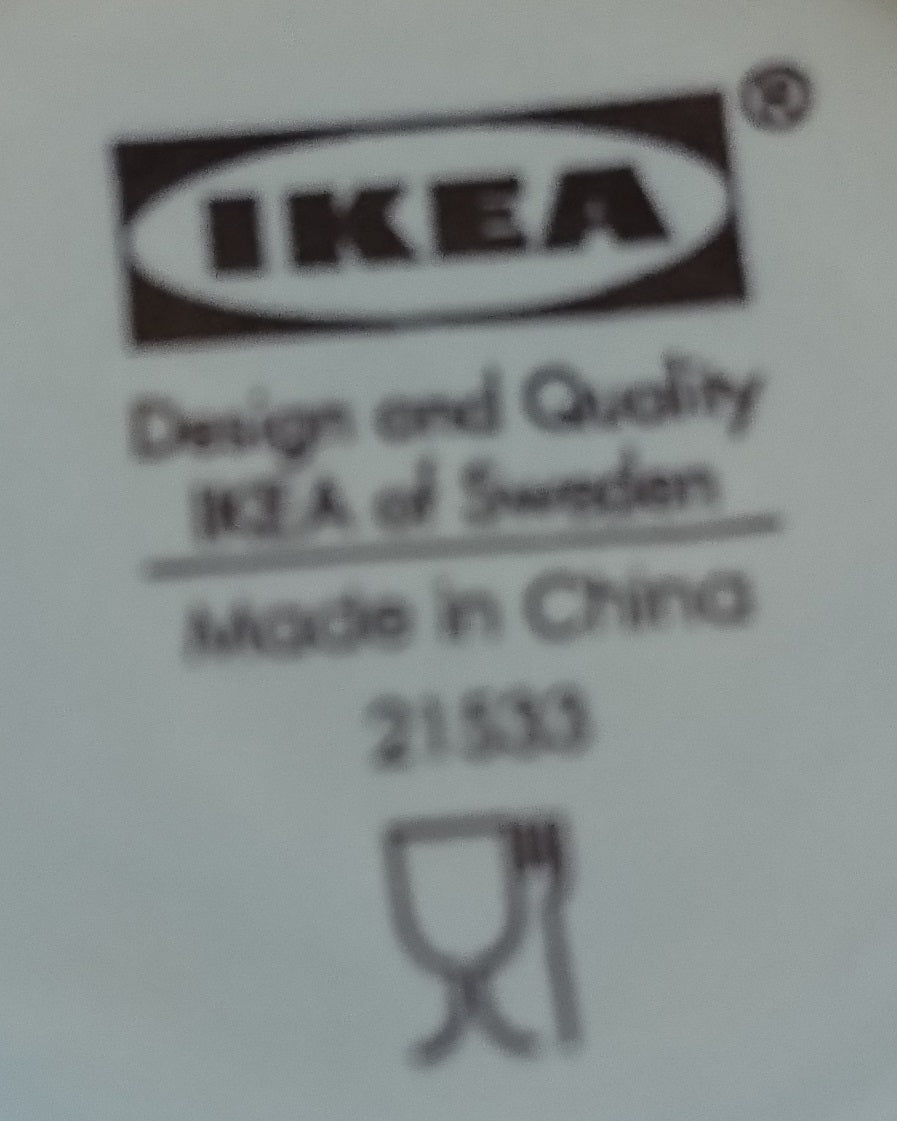 IKEA®
Design and Quality
IKEA of Sweden
Made in China
21533